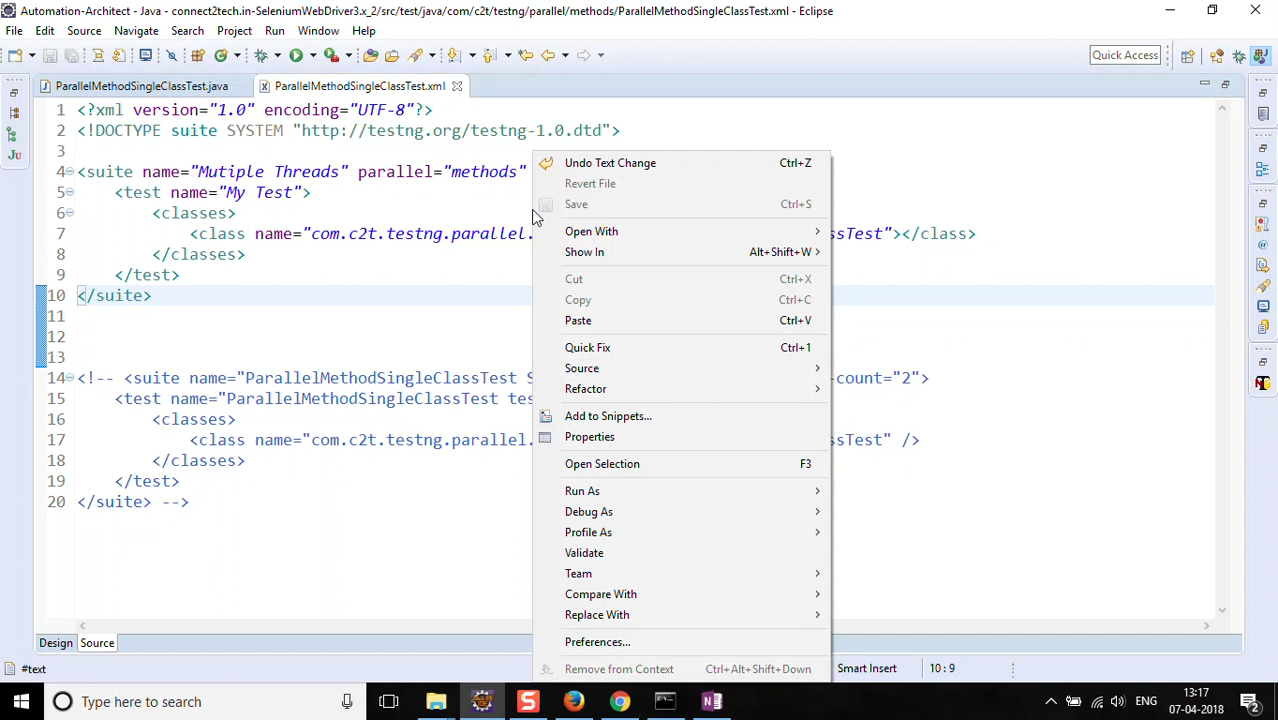 Automation-Architect - connect2tech.in-SeleniumWebDriver3.x_2/src/test/java/com/c2t/testng/parallel/methods/ParallelMethodSingleClassTest.xml - Eclipse
File Edit Source Navigate Search Project Run Window Help
Quick Access
ParallelMethodSingleClassTest.java
ParallelMethodSingleClassTest.xml
1 <?xml version="1.0" encoding="UTF-8"?>
2 <!DOCTYPE suite SYSTEM "http://testng.org/testng-1.0.dtd">
3
4 <suite name="Mutiple Threads" parallel="methods"
5 <test name="My Test">
6 <classes>
7 <class name="com.c2t.testng.parallel. ssTest"></class>
8 </classes>
9 </test>
10 </suite>
11
12
13
14 <!-- <suite name="ParallelMethodSingleClassTest S -count="2">
15 <test name="ParallelMethodSingleClassTest tes
16 <classes>
17 <class name="com.c2t.testng.parallel. ssTest" />
18 </classes>
19 </test>
20 </suite> -->
Undo Text Change Ctrl+Z
Revert File
Save Ctrl+S
Open With
Show In Alt+Shift+W
Cut Ctrl+X
Copy Ctrl+C
Paste Ctrl+V
Quick Fix Ctrl+1
Source
Refactor
Add to Snippets...
Properties
Open Selection F3
Run As
Debug As
Profile As
Validate
Team
Compare With
Replace With
Preferences...
Remove from Context Ctrl+Alt+Shift+Down
Design Source
#text
Smart Insert
10 : 9
Type here to search
ENG
13:17
07-04-2018
2